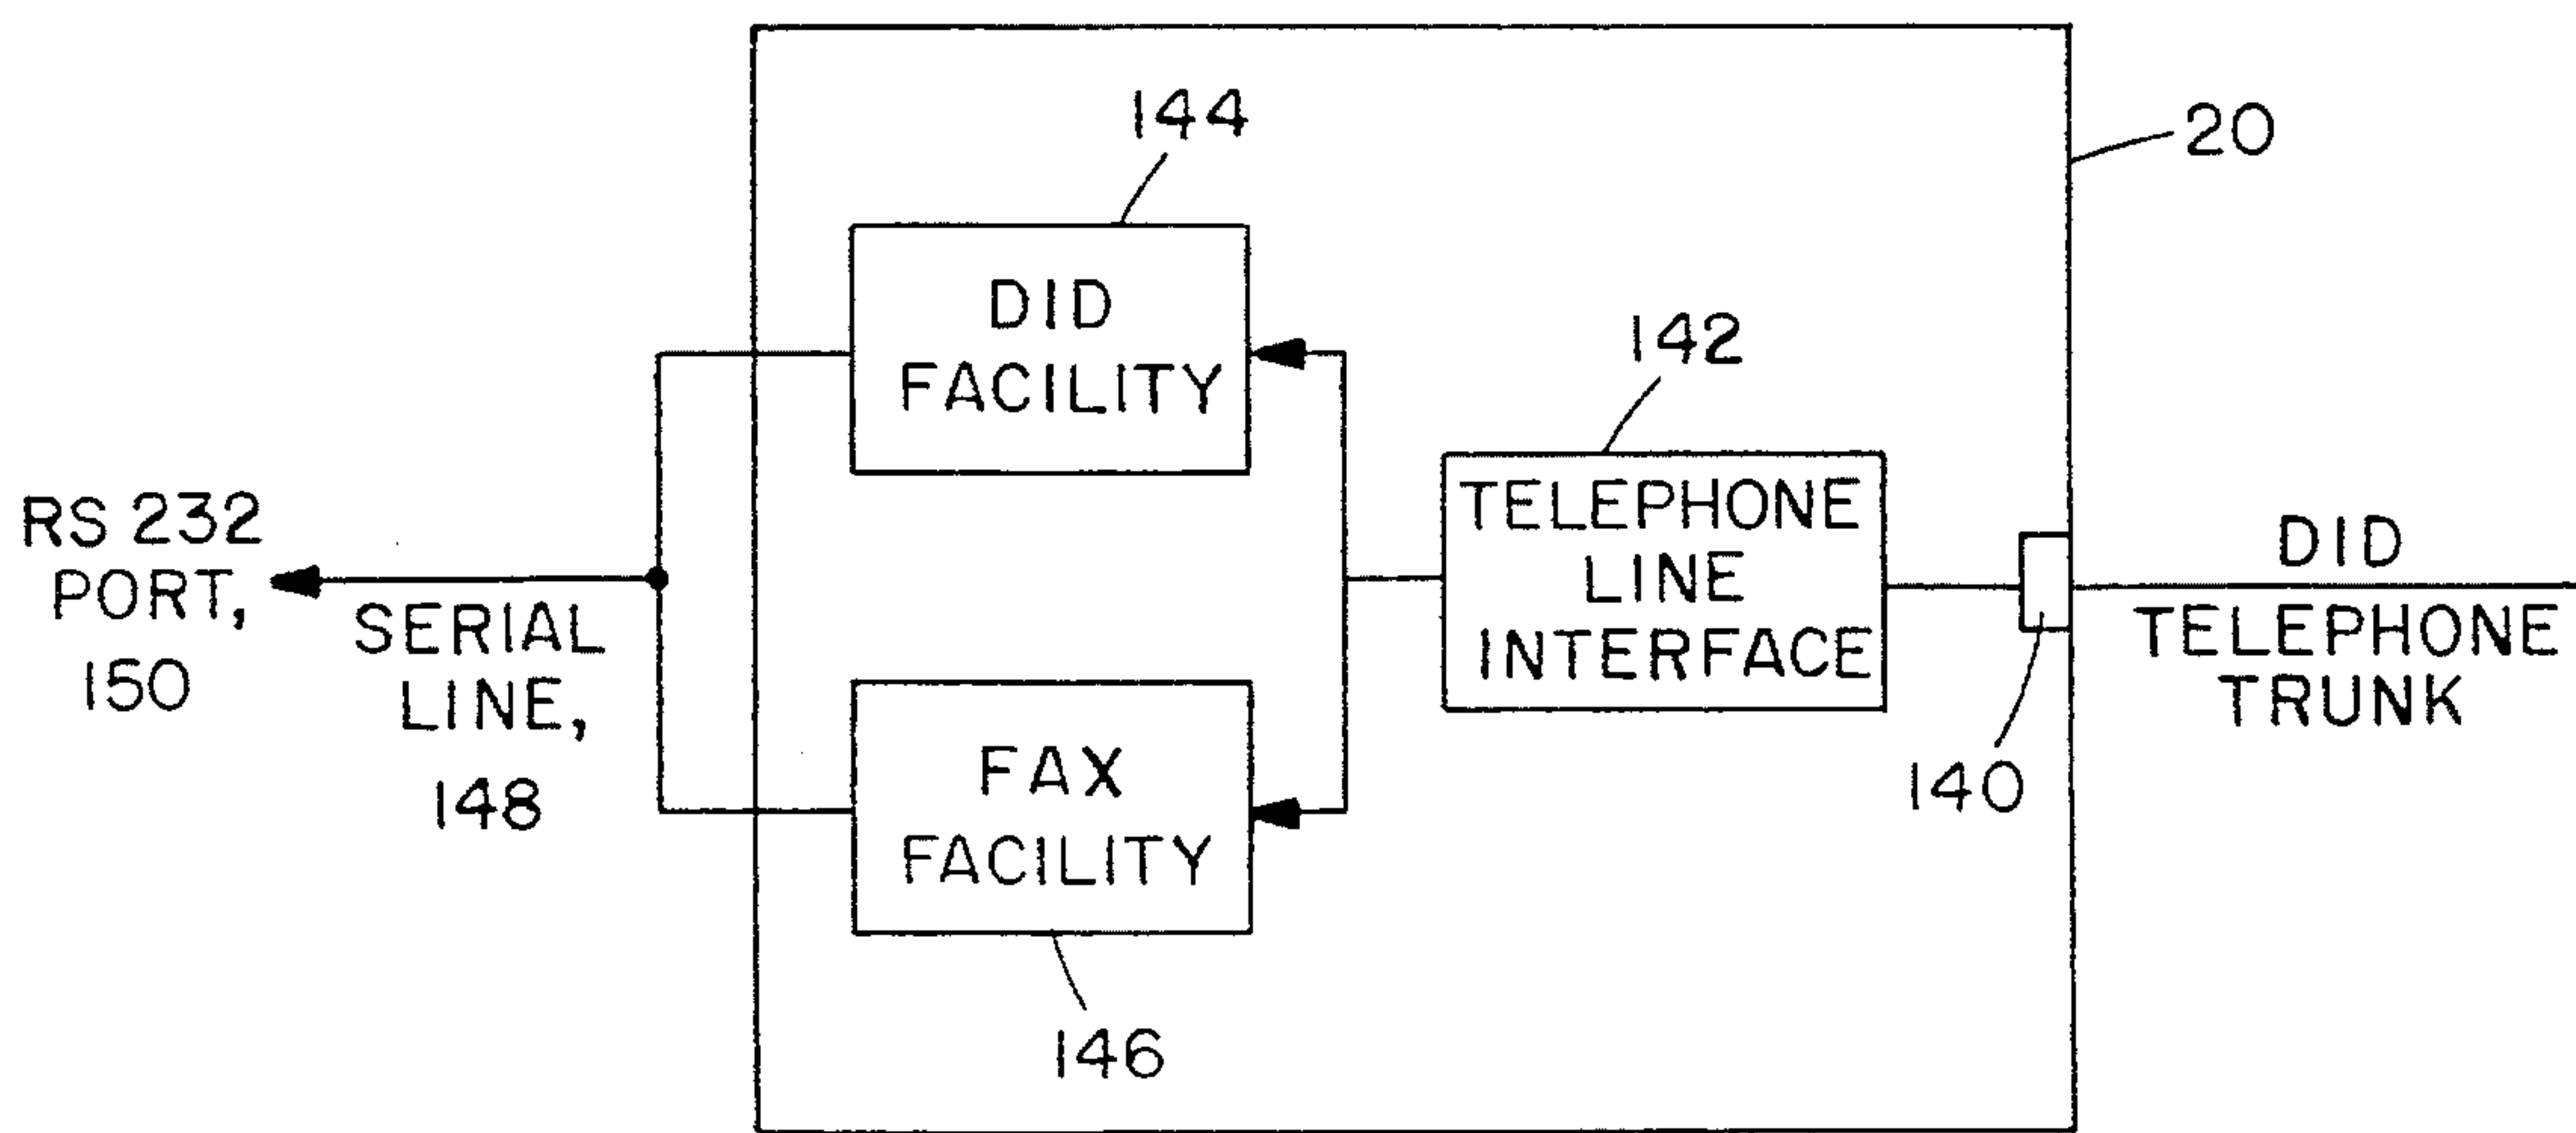 144
20
DID
FACILITY
142
RS 232
PORT,
150
SERIAL
LINE,
148
TELEPHONE
LINE
INTERFACE
DID
TELEPHONE
TRUNK
140
FAX
FACILITY
146